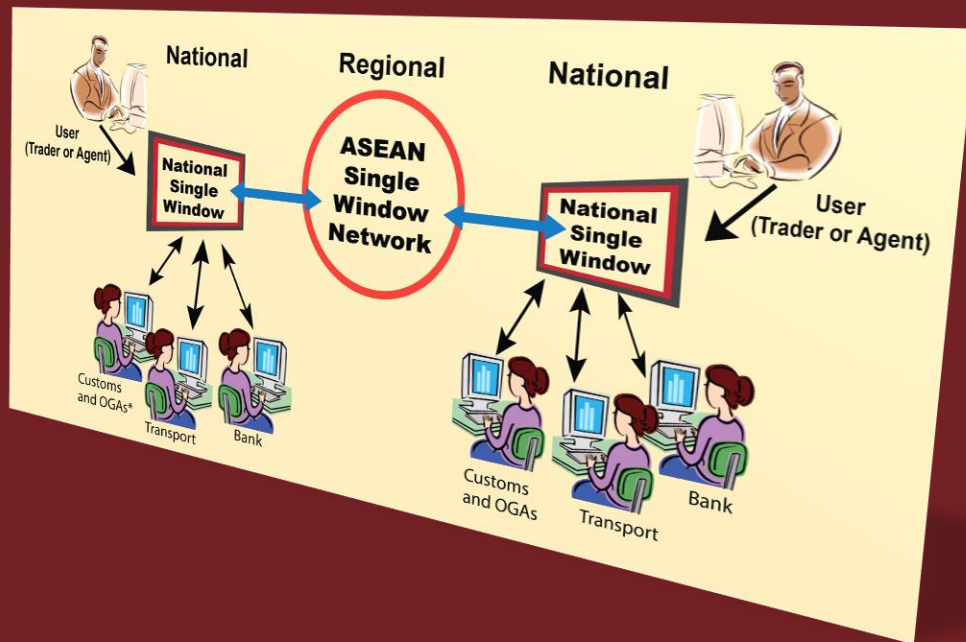 National
Regional
National
User
(Trader or Agent)
National
Single
Window
ASEAN
Single
Window
Network
National
Single
Window
User
(Trader or Agent)
Customs
and OGAs*
Transport
Bank
Customs
and OGAs
Transport
Bank